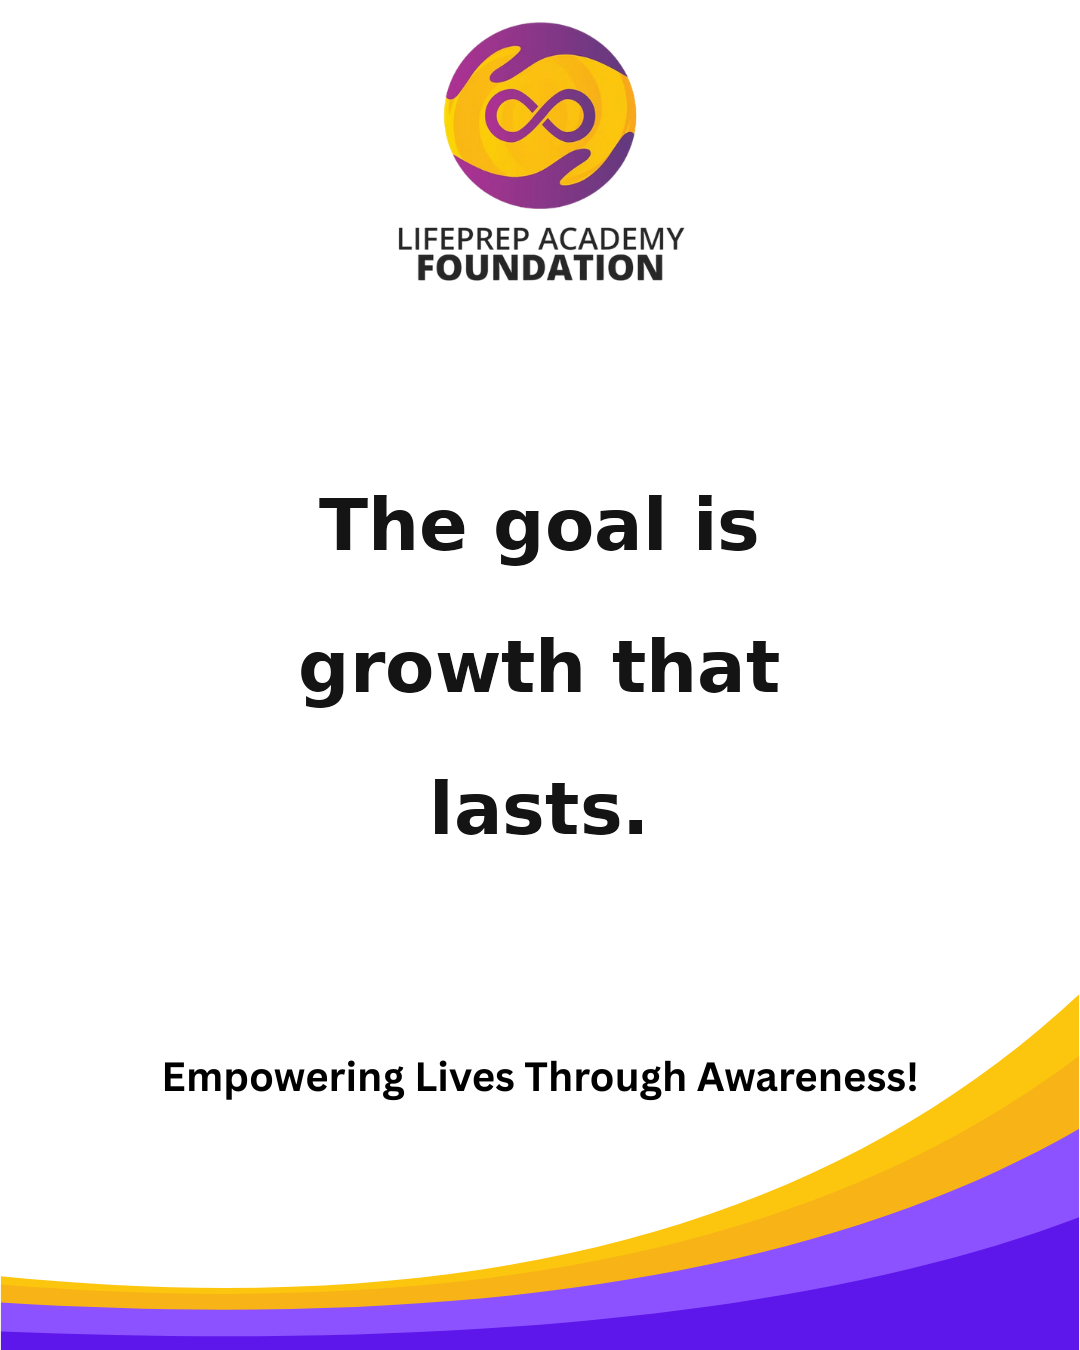 LIFEPREP ACADEMY
FOUNDATION
The goal is
growth that
lasts.
Empowering Lives Through Awareness!